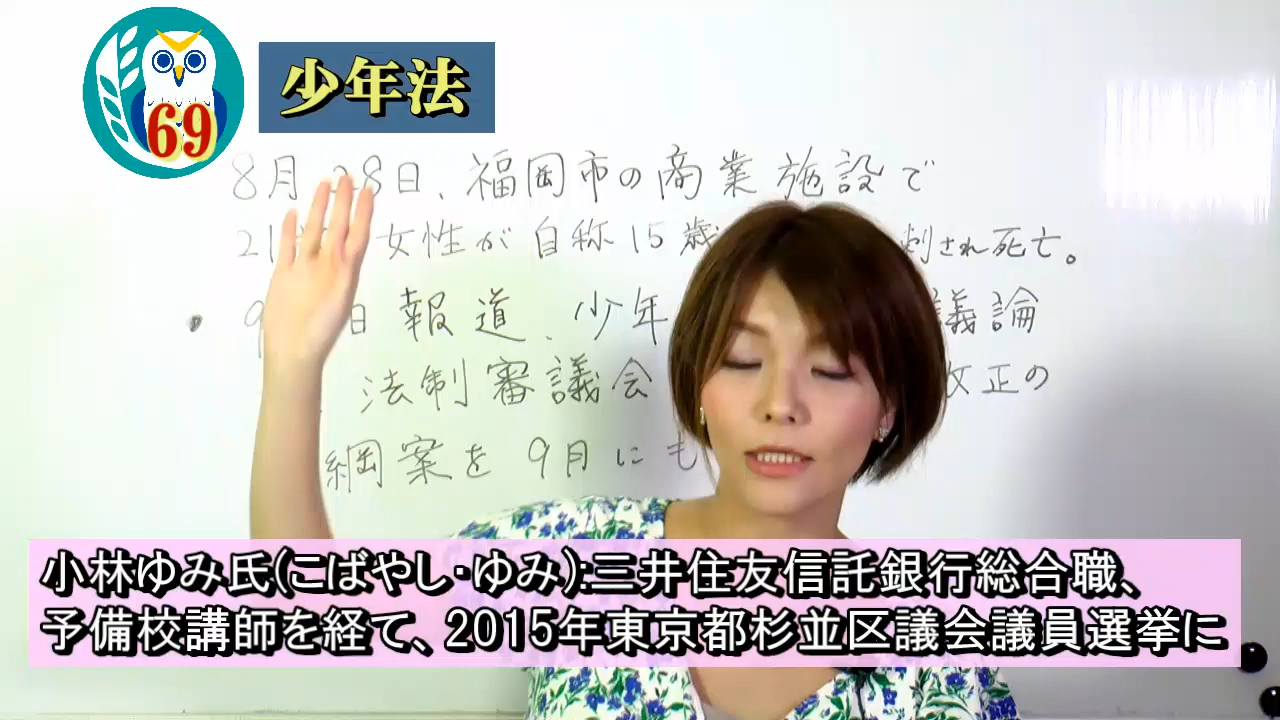 69
少年法
8月28日、福岡市の商業施設で
21 女性が自称15歳 刺され死亡。
9 日報道、少年 議論
法制審議会 改正の
綱案を9月にも
小林ゆみ氏(こばやし・ゆみ):三井住友信託銀行総合職、
予備校講師を経て、2015年東京都杉並区議会議員選挙に